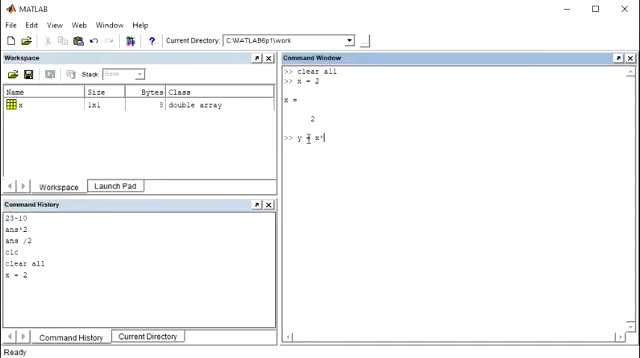 MATLAB
File Edit View Web Window Help
Current Directory: C:\MATLAB6p1\work
Workspace
Stack: Base
Name Size Bytes Class
x 1x1 8 double array
Workspace Launch Pad
Command History
23-10
ans*2
ans /2
clc
clear all
x = 2
Command History Current Directory
Ready
Command Window
>> clear all
>> x = 2
x =
2
>> y = x